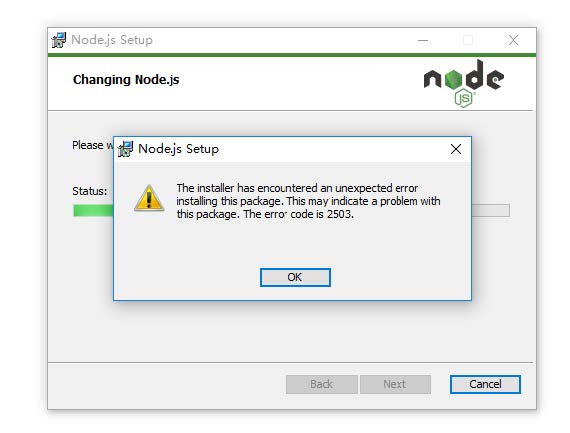 Node.js Setup
Changing Node.js
node
JS
Please w
Status:
Node.js Setup
The installer has encountered an unexpected error
installing this package. This may indicate a problem with
this package. The error code is 2503.
OK
Back
Next
Cancel